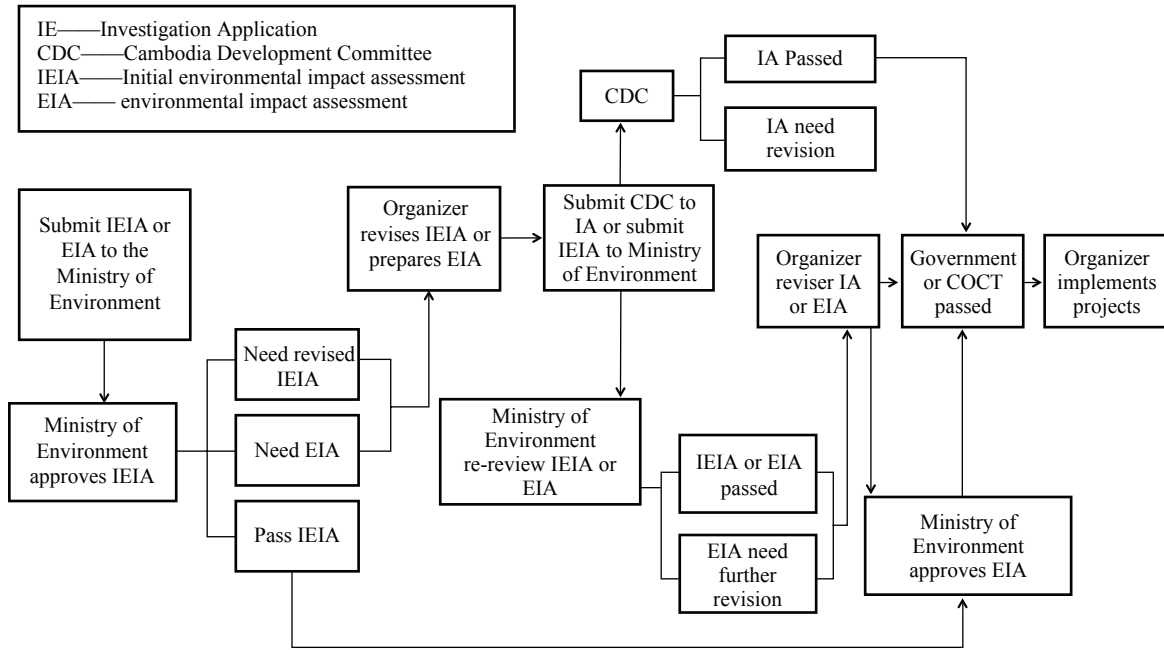 IE——Investigation Application
CDC——Cambodia Development Committee
IEIA——Initial environmental impact assessment
EIA—— environmental impact assessment
IA Passed
CDC
IA need
revision
Submit IEIA or
EIA to the
Ministry of
Environment
Organizer
revises IEIA or
prepares EIA
Submit CDC to
IA or submit
IEIA to Ministry
of Environment
Organizer
reviser IA
or EIA
Government
or COCT
passed
Organizer
implements
projects
Need revised
IEIA
Ministry of
Environment
approves IEIA
Need EIA
Pass IEIA
Ministry of
Environment
re-review IEIA or
EIA
IEIA or EIA
passed
EIA need
further
revision
Ministry of
Environment
approves EIA